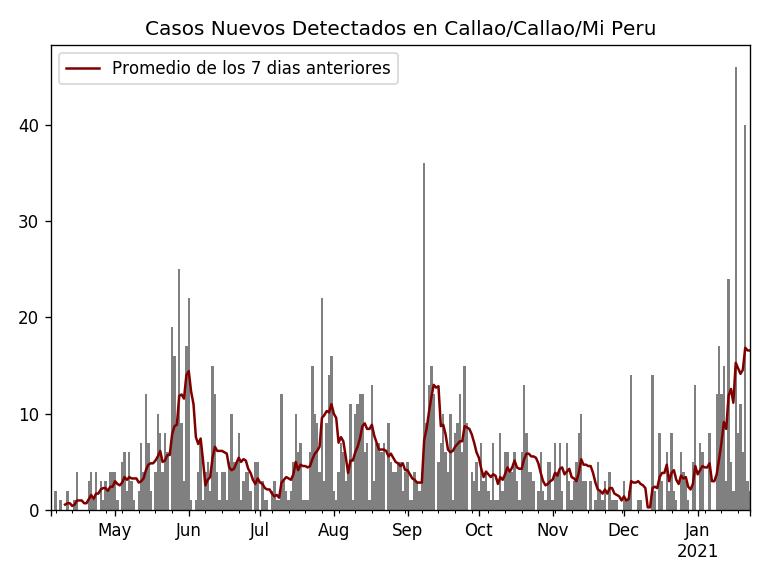 Casos Nuevos Detectados en Callao/Callao/Mi Peru
Promedio de los 7 dias anteriores
40
30
20
10
0
May Jun Jul Aug Sep Oct Nov Dec Jan
2021